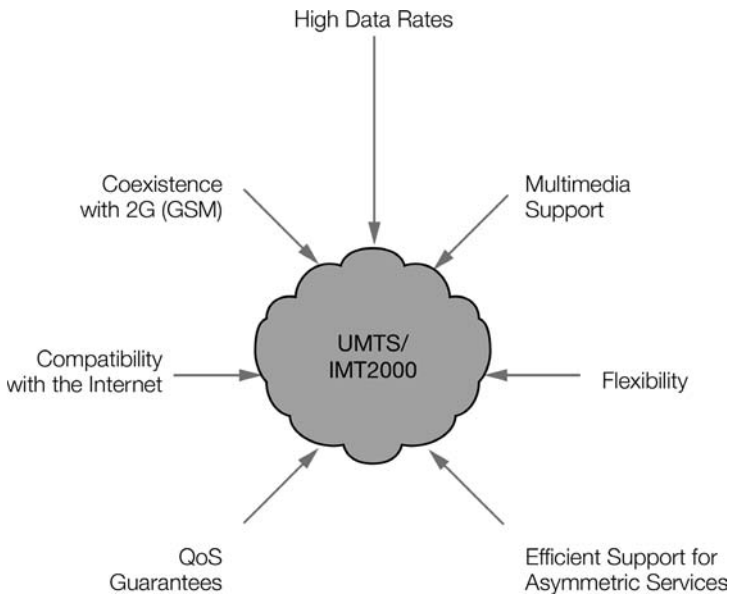 High Data Rates
Coexistence
with 2G (GSM)
Multimedia
Support
UMTS/
IMT2000
Compatibility
with the Internet
Flexibility
QoS
Guarantees
Efficient Support for
Asymmetric Services